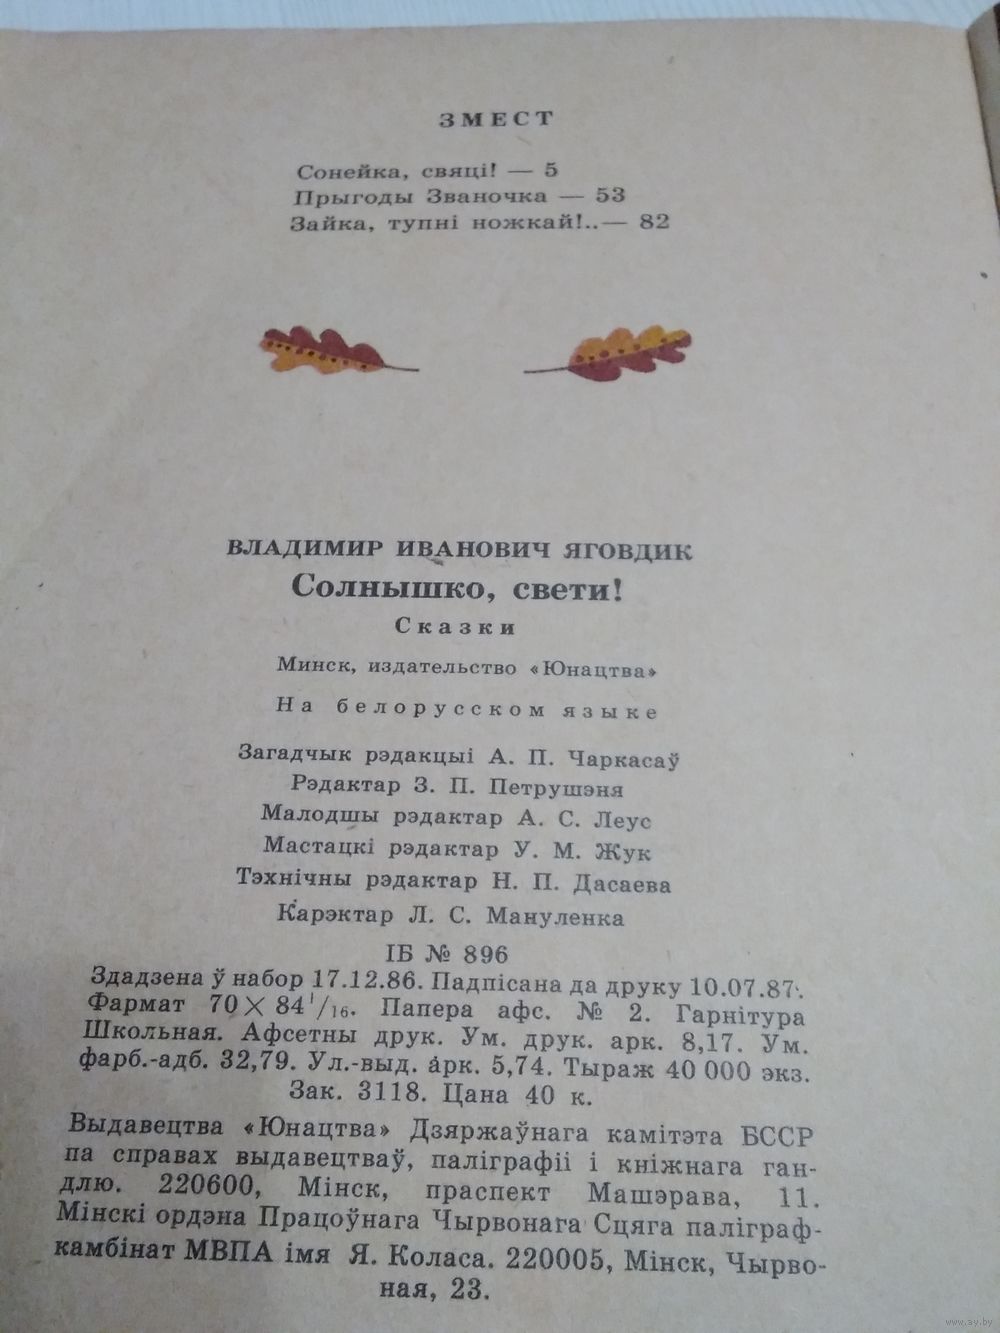 ЗМЕСТ
Сонейка, свяці! — 5
Прыгоды Званочка — 53
Зайка, тупні ножкай!..— 82
ВЛАДИМИР ИВАНОВИЧ ЯГОВДИК
Солнышко, свети!
Сказки
Минск, издательство «Юнацтва»
На белорусском языке
Загадчык рэдакцыі А. П. Чаркасаў
Рэдактар З. П. Петрушэня
Малодшы рэдактар А. С. Леус
Мастацкі рэдактар У. М. Жук
Тэхнічны рэдактар Н. П. Дасаева
Карэктар Л. С. Мануленка
ІБ № 896
Здадзена ў набор 17.12.86. Падпісана да друку 10.07.87.
Фармат 70×84 1/16. Папера афс. № 2. Гарнітура
Школьная. Афсетны друк. Ум. друк. арк. 8,17. Ум.
фарб.-адб. 32,79. Ул.-выд. арк. 5,74. Тыраж 40 000 экз.
Зак. 3118. Цана 40 к.
Выдавецтва «Юнацтва» Дзяржаўнага камітэта БССР
па справах выдавецтваў, паліграфіі і кніжнага ган-
длю. 220600, Мінск, праспект Машэрава, 11.
Мінскі ордэна Працоўнага Чырвонага Сцяга паліграф-
камбінат МВПА імя Я. Коласа. 220005, Мінск, Чырво-
ная, 23.
www.ay.by